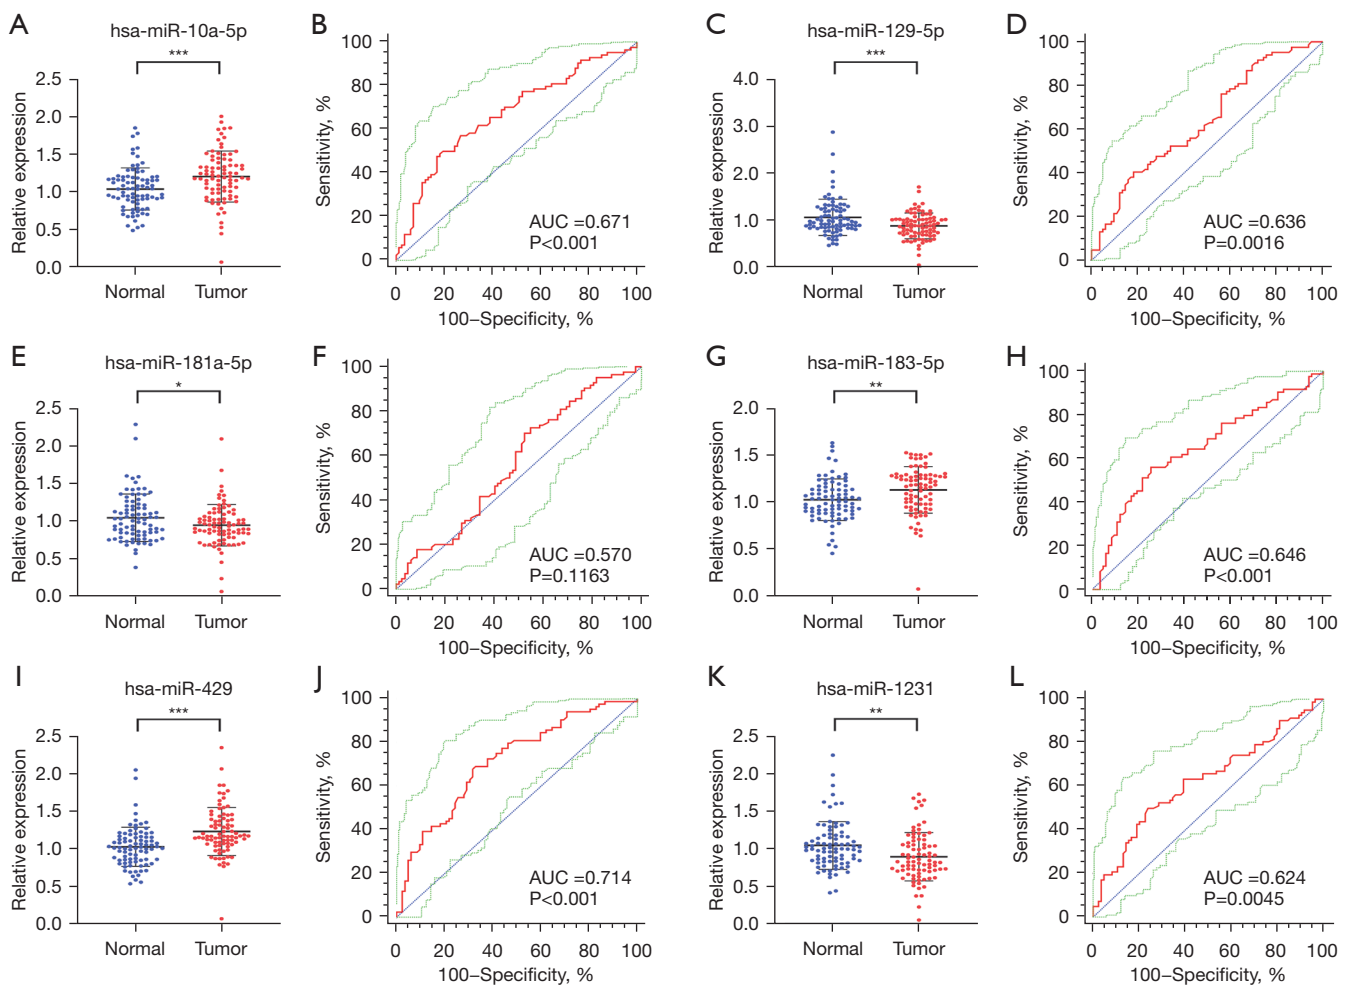 A
hsa-miR-10a-5p
***
Relative expression
2.5
2.0
1.5
1.0
0.5
0.0
Normal Tumor
B
Sensitivity, %
100
80
60
40
20
0
AUC =0.671
P<0.001
0 20 40 60 80 100
100–Specificity, %
C
hsa-miR-129-5p
***
Relative expression
4.0
3.0
2.0
1.0
0.0
Normal Tumor
D
Sensitivity, %
100
80
60
40
20
0
AUC =0.636
P=0.0016
0 20 40 60 80 100
100–Specificity, %
E
hsa-miR-181a-5p
*
Relative expression
2.5
2.0
1.5
1.0
0.5
0.0
Normal Tumor
F
Sensitivity, %
100
80
60
40
20
0
AUC =0.570
P=0.1163
0 20 40 60 80 100
100–Specificity, %
G
hsa-miR-183-5p
**
Relative expression
2.0
1.5
1.0
0.5
0.0
Normal Tumor
H
Sensitivity, %
100
80
60
40
20
0
AUC =0.646
P<0.001
0 20 40 60 80 100
100–Specificity, %
I
hsa-miR-429
***
Relative expression
2.5
2.0
1.5
1.0
0.5
0.0
Normal Tumor
J
Sensitivity, %
100
80
60
40
20
0
AUC =0.714
P<0.001
0 20 40 60 80 100
100–Specificity, %
K
hsa-miR-1231
**
Relative expression
2.5
2.0
1.5
1.0
0.5
0.0
Normal Tumor
L
Sensitivity, %
100
80
60
40
20
0
AUC =0.624
P=0.0045
0 20 40 60 80 100
100–Specificity, %